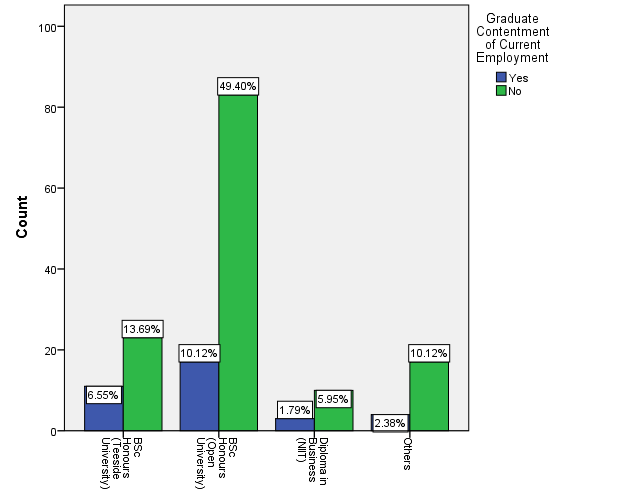 Graduate
Contentment
of Current
Employment
Yes
No
100
80
60
40
20
0
Count
49.40%
13.69%
10.12%
10.12%
6.55%
5.95%
1.79%
2.38%
BSc
Honours
(Teeside
University)
BSc
Honours
(Open
University)
Diploma in
Business
(NIIT)
Others